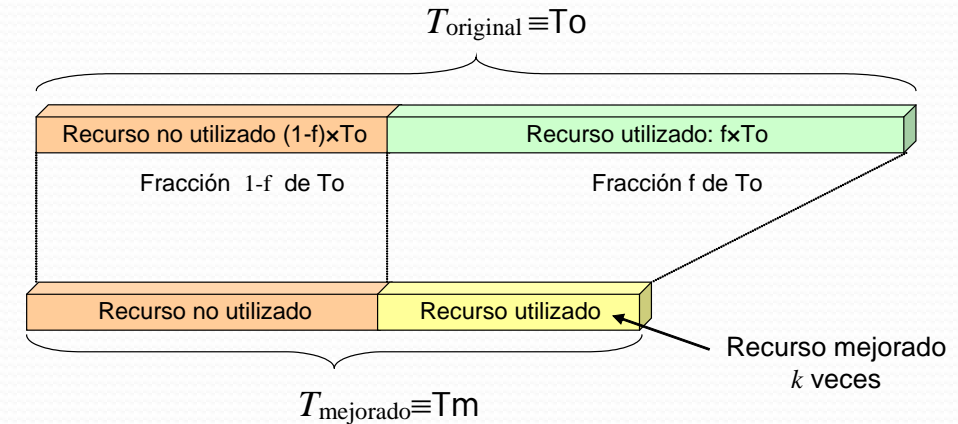 Toriginal ≡To
Recurso no utilizado (1-f)×To
Recurso utilizado: f×To
Fracción 1-f de To
Fracción f de To
Recurso no utilizado
Recurso utilizado
Recurso mejorado
k veces
Tmejorado≡Tm